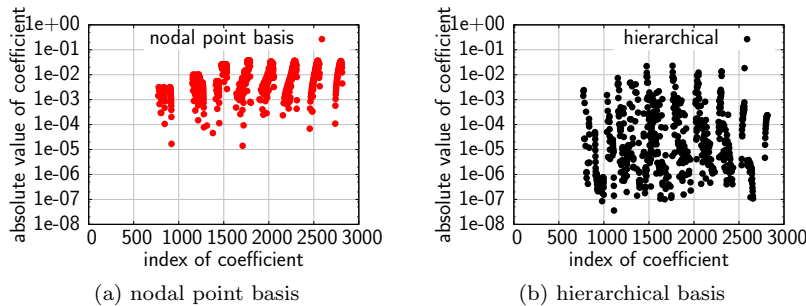 absolute value of coefficient
1e+00
1e-01
1e-02
1e-03
1e-04
1e-05
1e-06
1e-07
1e-08
nodal point basis
0 500 1000 1500 2000 2500 3000
index of coefficient
(a) nodal point basis
absolute value of coefficient
1e+00
1e-01
1e-02
1e-03
1e-04
1e-05
1e-06
1e-07
1e-08
hierarchical
0 500 1000 1500 2000 2500 3000
index of coefficient
(b) hierarchical basis